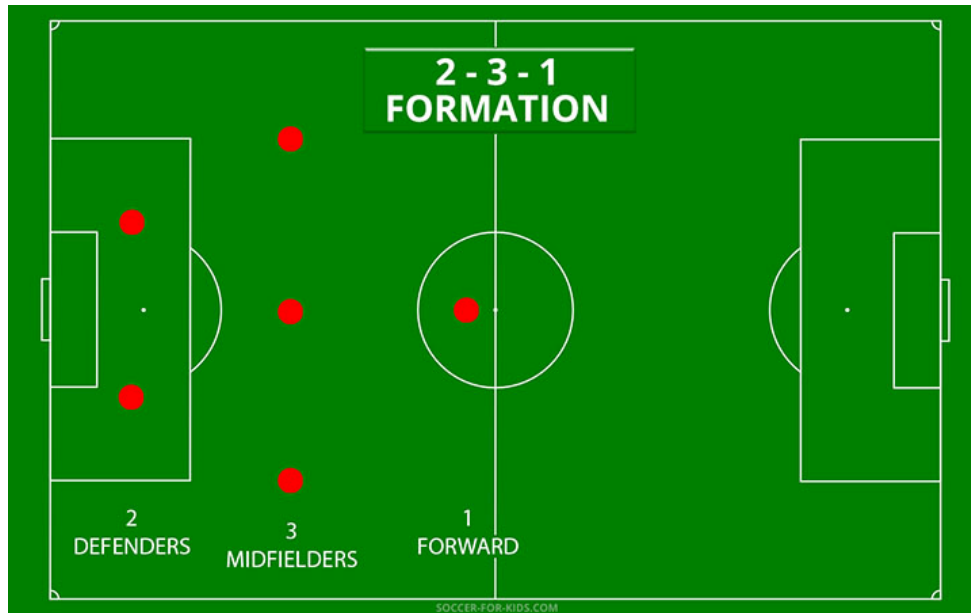 2 - 3 - 1
FORMATION
2
DEFENDERS
3
MIDFIELDERS
1
FORWARD
SOCCER-FOR-KIDS.COM